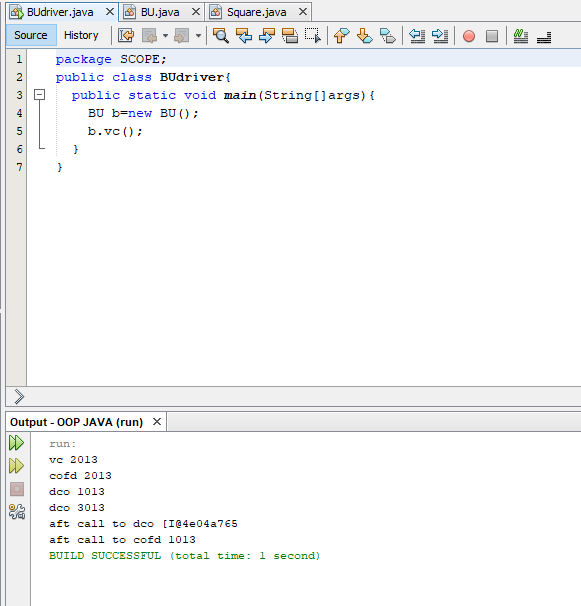 BUdriver.java × BU.java × Square.java ×
Source History
1 package SCOPE;
2 public class BUdriver{
3 public static void main(String[]args){
4 BU b=new BU();
5 b.vc();
6 }
7 }
Output - OOP JAVA (run) ×
run:
vc 2013
cofd 2013
dco 1013
dco 3013
aft call to dco [I@4e04a765
aft call to cofd 1013
BUILD SUCCESSFUL (total time: 1 second)